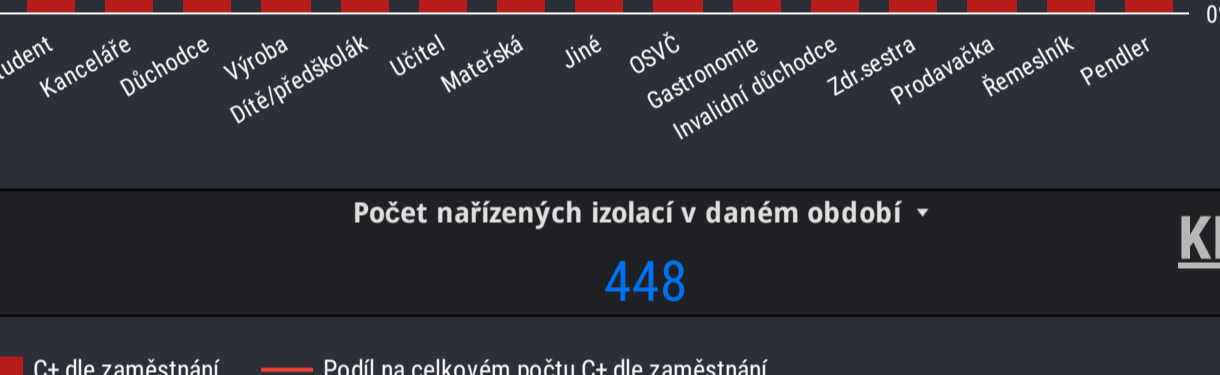 Kanceláře
Důchodce
Výroba
Dítě/předškolák
Učitel
Mateřská
Jiné
OSVČ
Gastronomie
Invalidní důchodce
Zdr.sestra
Prodavačka
Řemeslník
Pendler
Počet nařízených izolací v daném období
448
C+ dle zaměstnání
Podíl na celkovém počtu C+ dle zaměstnání